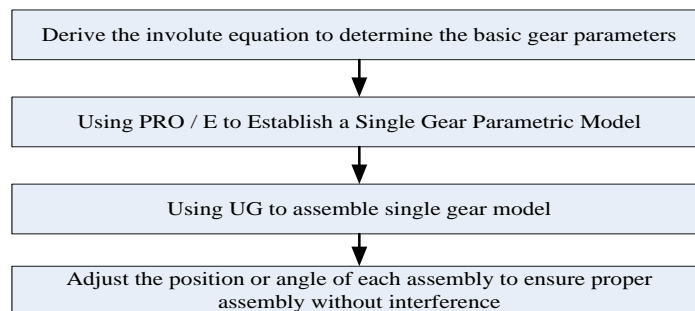 Derive the involute equation to determine the basic gear parameters
Using PRO / E to Establish a Single Gear Parametric Model
Using UG to assemble single gear model
Adjust the position or angle of each assembly to ensure proper
assembly without interference